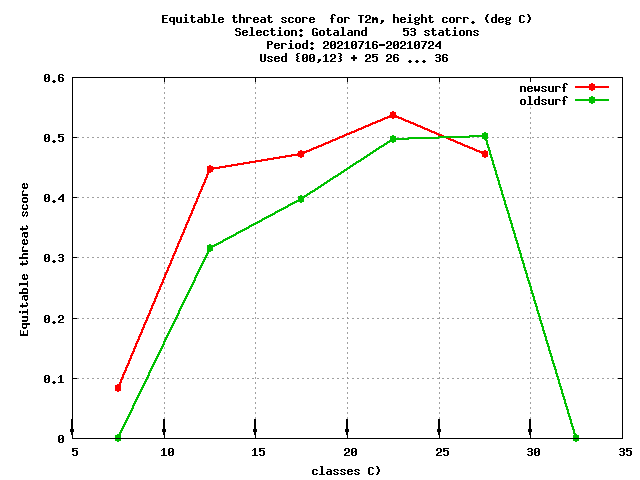 Equitable threat score  for T2m, height corr. (deg C)
Selection: Gotaland     53 stations
Period: 20210716-20210724
Used {00,12} + 25 26 ... 36
newsurf
oldsurf
Equitable threat score
0.6
0.5
0.4
0.3
0.2
0.1
0
5 10 15 20 25 30 35
classes C)